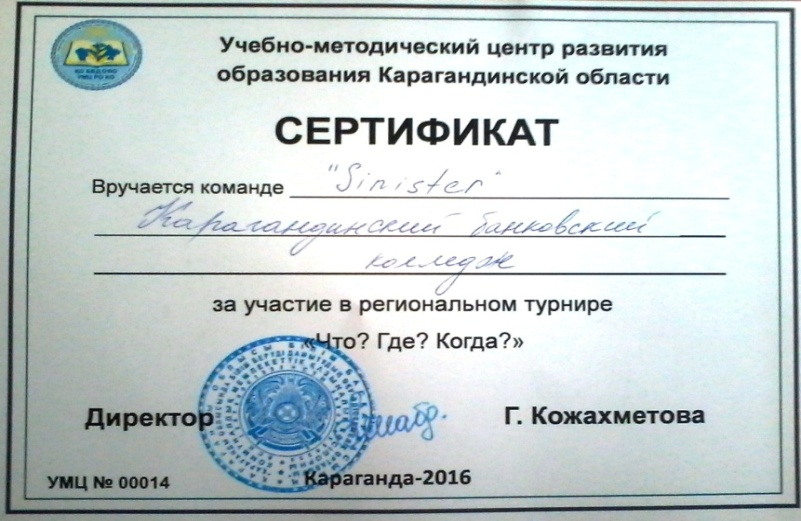 Учебно-методический центр развития
образования Карагандинской области
СЕРТИФИКАТ
Вручается команде "Sinister"
Карагандинский банковский
колледж
за участие в региональном турнире
«Что? Где? Когда?»
Директор Г. Кожахметова
УМЦ № 00014 Караганда-2016